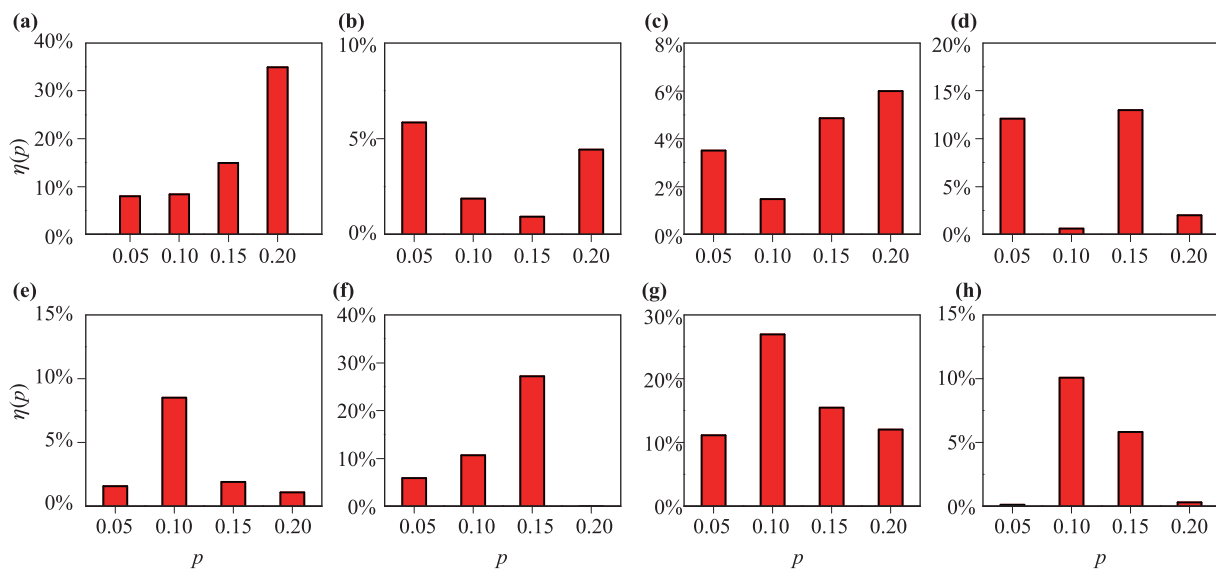 (a) (b) (c) (d)
40% 10% 8% 20%
30% 6% 15%
η(p) 20% 5% 4% 10%
10% 2% 5%
0% 0% 0% 0%
0.05 0.10 0.15 0.20 0.05 0.10 0.15 0.20 0.05 0.10 0.15 0.20 0.05 0.10 0.15 0.20
(e) (f) (g) (h)
15% 40% 30% 15%
10% 30% 20% 10%
η(p) 20%
5% 10% 10% 5%
0% 0% 0% 0%
0.05 0.10 0.15 0.20 0.05 0.10 0.15 0.20 0.05 0.10 0.15 0.20 0.05 0.10 0.15 0.20
p p p p